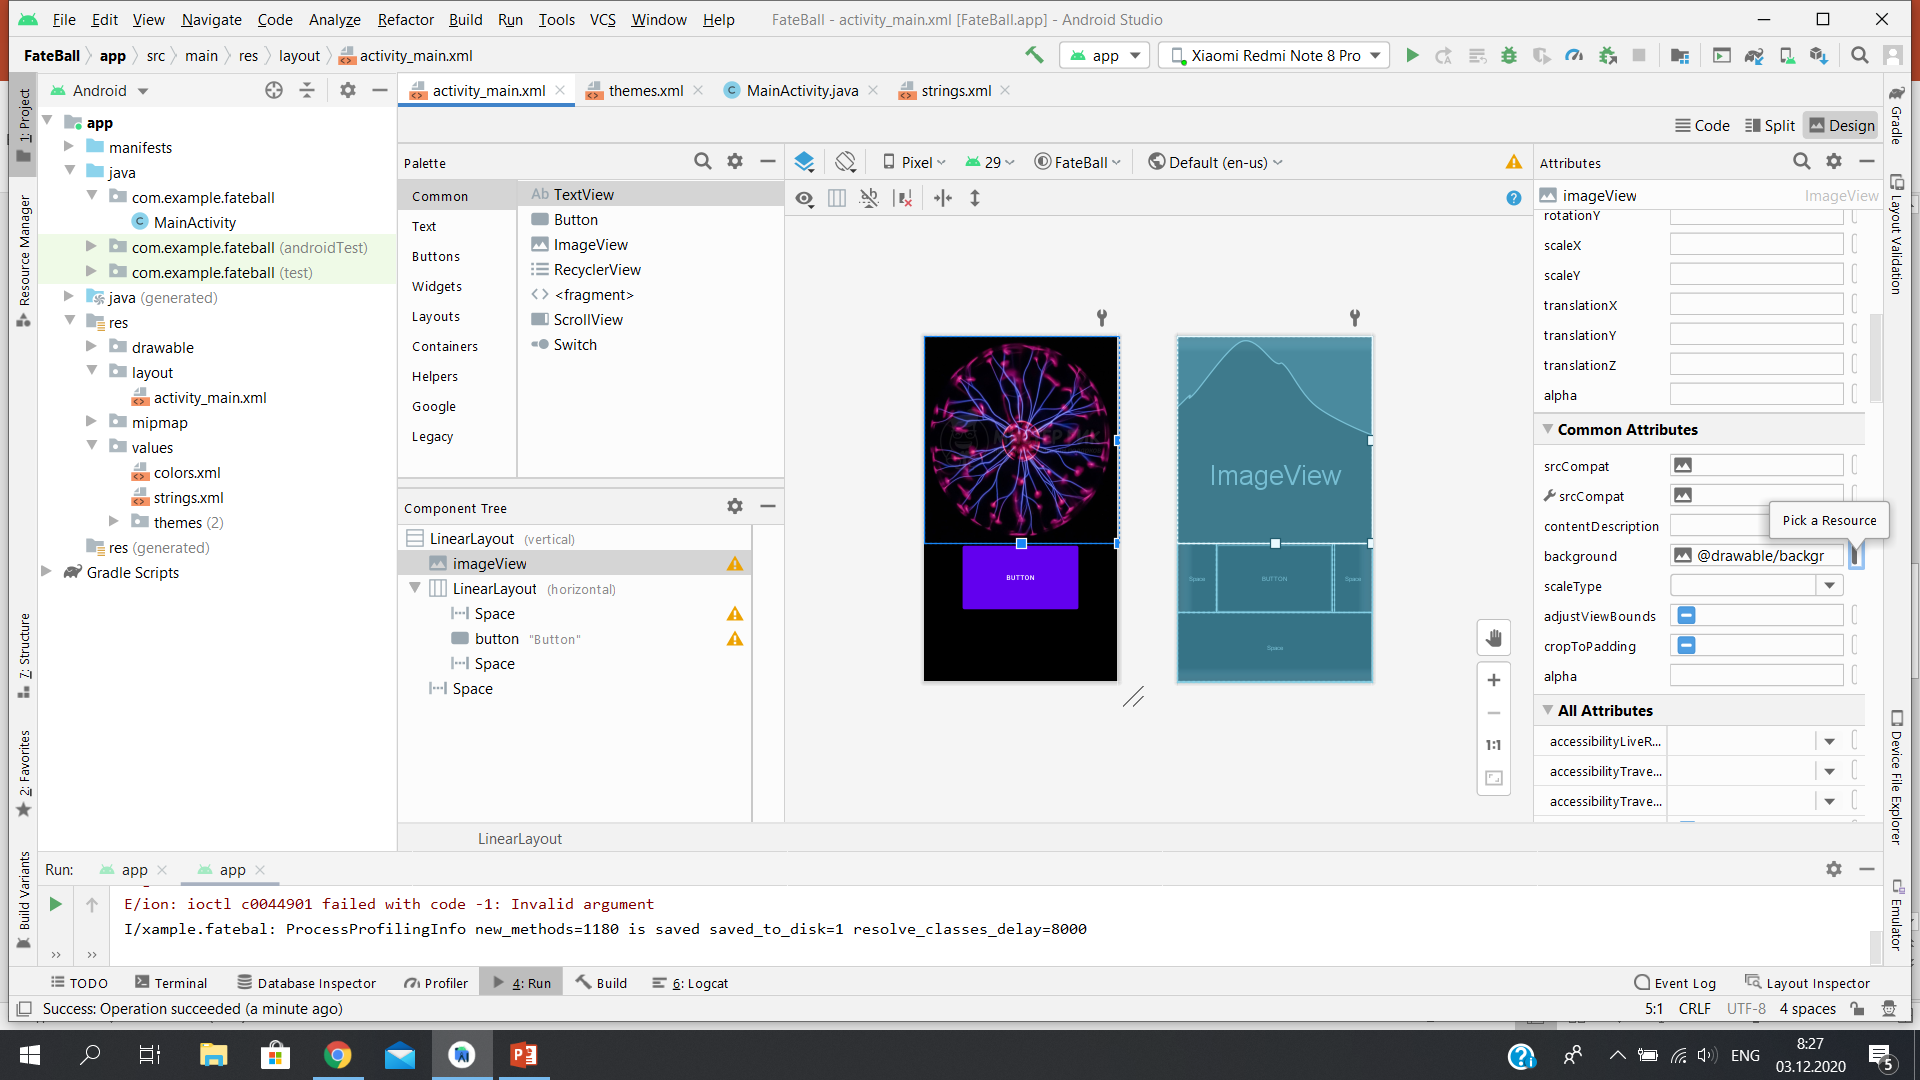 File Edit View Navigate Code Analyze Refactor Build Run Tools VCS Window Help FateBall - activity_main.xml [FateBall.app] - Android Studio
FateBall app src main res layout activity_main.xml app Xiaomi Redmi Note 8 Pro
1: Project
Resource Manager
7: Structure
2: Favorites
Build Variants
Android
app
manifests
java
com.example.fateball
MainActivity
com.example.fateball (androidTest)
com.example.fateball (test)
java (generated)
res
drawable
layout
activity_main.xml
mipmap
values
colors.xml
strings.xml
themes (2)
res (generated)
Gradle Scripts
activity_main.xml themes.xml MainActivity.java strings.xml
Code Split Design
Palette
Common
Text
Buttons
Widgets
Layouts
Containers
Helpers
Google
Legacy
Ab TextView
Button
ImageView
RecyclerView
<fragment>
ScrollView
Switch
Component Tree
LinearLayout (vertical)
imageView
LinearLayout (horizontal)
Space
button "Button"
Space
Space
Pixel 29 FateBall Default (en-us)
BUTTON
ImageView
Space BUTTON Space
Space
1:1
LinearLayout
Attributes
imageView ImageView
rotationY
scaleX
scaleY
translationX
translationY
translationZ
alpha
Common Attributes
srcCompat
srcCompat
Pick a Resource
contentDescription
background @drawable/backgr
scaleType
adjustViewBounds
cropToPadding
alpha
All Attributes
accessibilityLiveR...
accessibilityTrave...
accessibilityTrave...
Gradle
Layout Validation
Device File Explorer
Emulator
Run: app app
E/ion: ioctl c0044901 failed with code -1: Invalid argument
I/xample.fatebal: ProcessProfilingInfo new_methods=1180 is saved saved_to_disk=1 resolve_classes_delay=8000
TODO Terminal Database Inspector Profiler 4: Run Build 6: Logcat Event Log Layout Inspector
Success: Operation succeeded (a minute ago) 5:1 CRLF UTF-8 4 spaces
ENG
8:27
03.12.2020
5